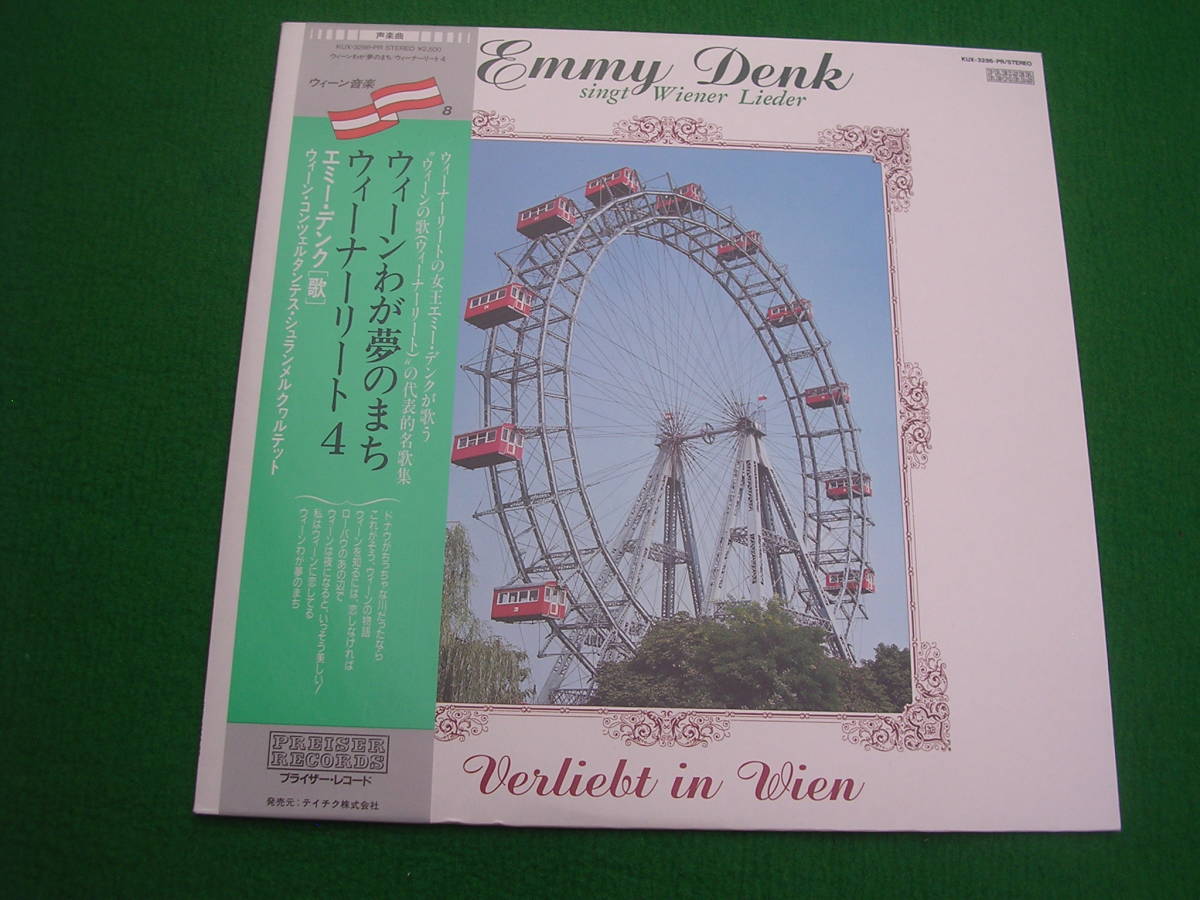 声楽曲
KUX-3286-PR STEREO ¥2,500
ウィーンわが夢のまち/ウィーナーリート4
ウィーン音楽
8
ウィーナーリートの女王エミー・デンクが歌う
“ウィーンの歌(ウィーナーリート)”の代表的名歌集
ウィーンわが夢のまち
ウィーナーリート4
エミー・デンク[歌]
ウィーン・コンツェルタンテス・シュランメルクヮルテット
ドナウがちっちゃな川だったなら
これがそう、ウィーンの物語
ウィーンを知るには、恋しなければ
ローバウのあの辺で
ウィーンは夜になると、いっそう美しい!
私はウィーンに恋してる
ウィーンわが夢のまち
PREISER
RECORDS
プライザー・レコード
発売元:テイチク株式会社
Emmy Denk
singt Wiener Lieder
KUX-3286-PR/STEREO
PREISER
RECORDS
Verliebt in Wien